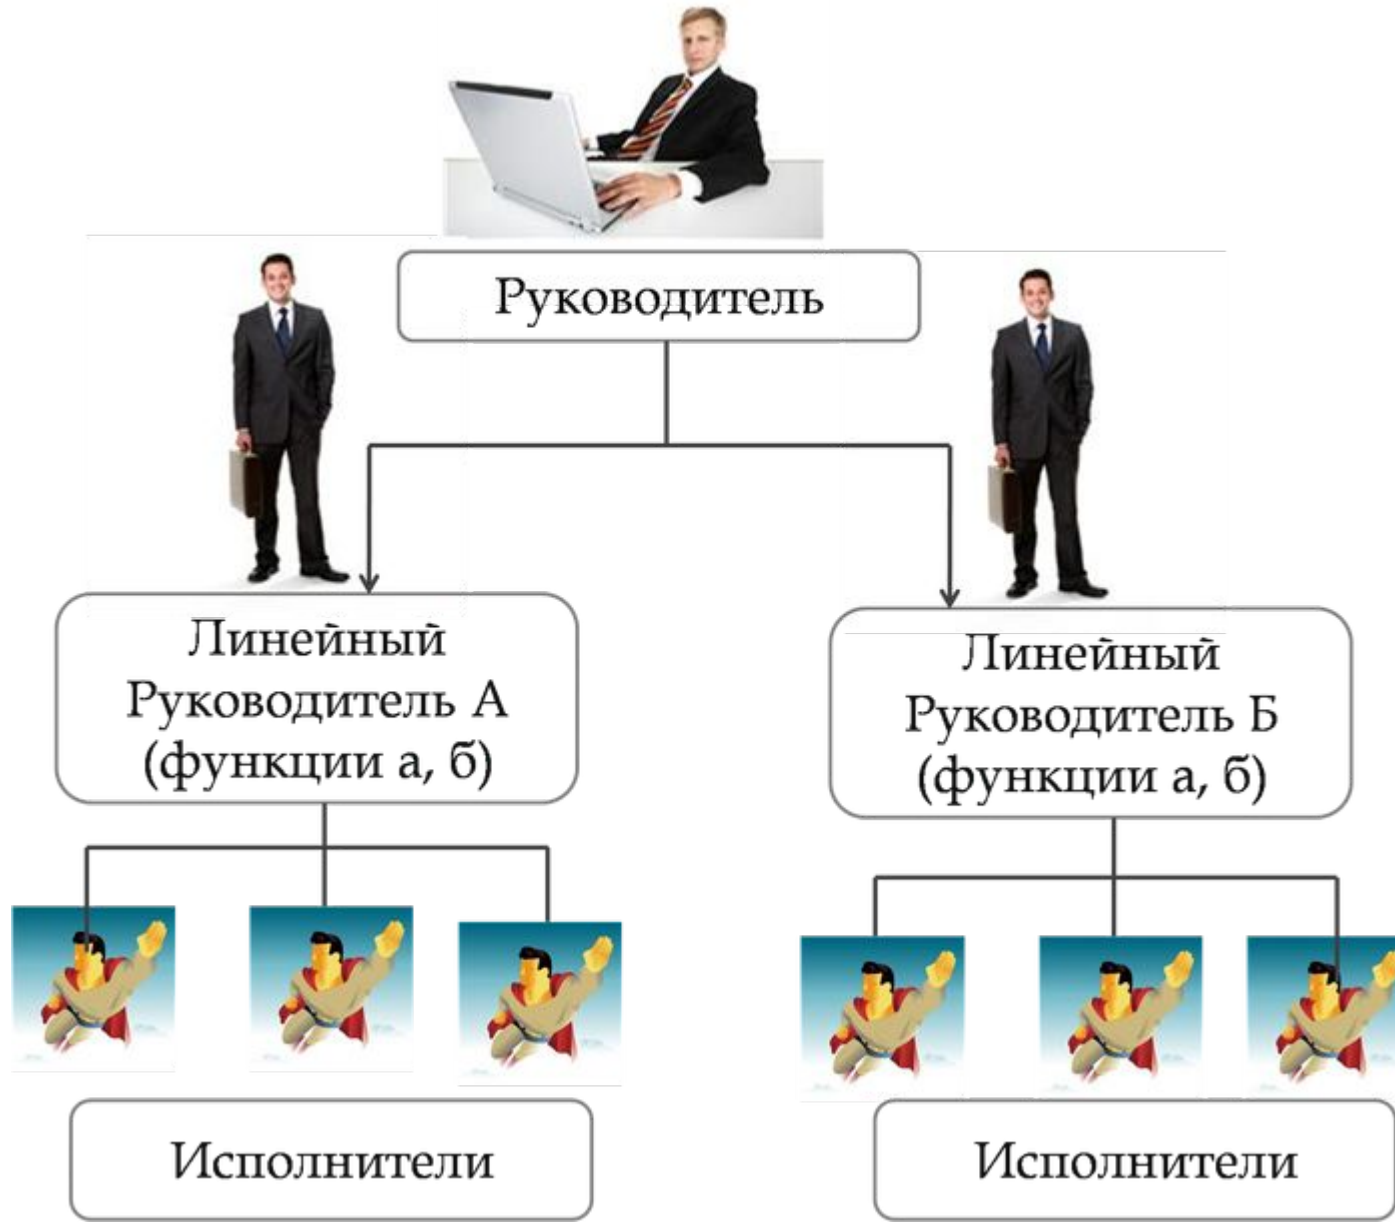 Руководитель
Линейный
Руководитель А
(функции а, б)
Линейный
Руководитель Б
(функции а, б)
Исполнители
Исполнители